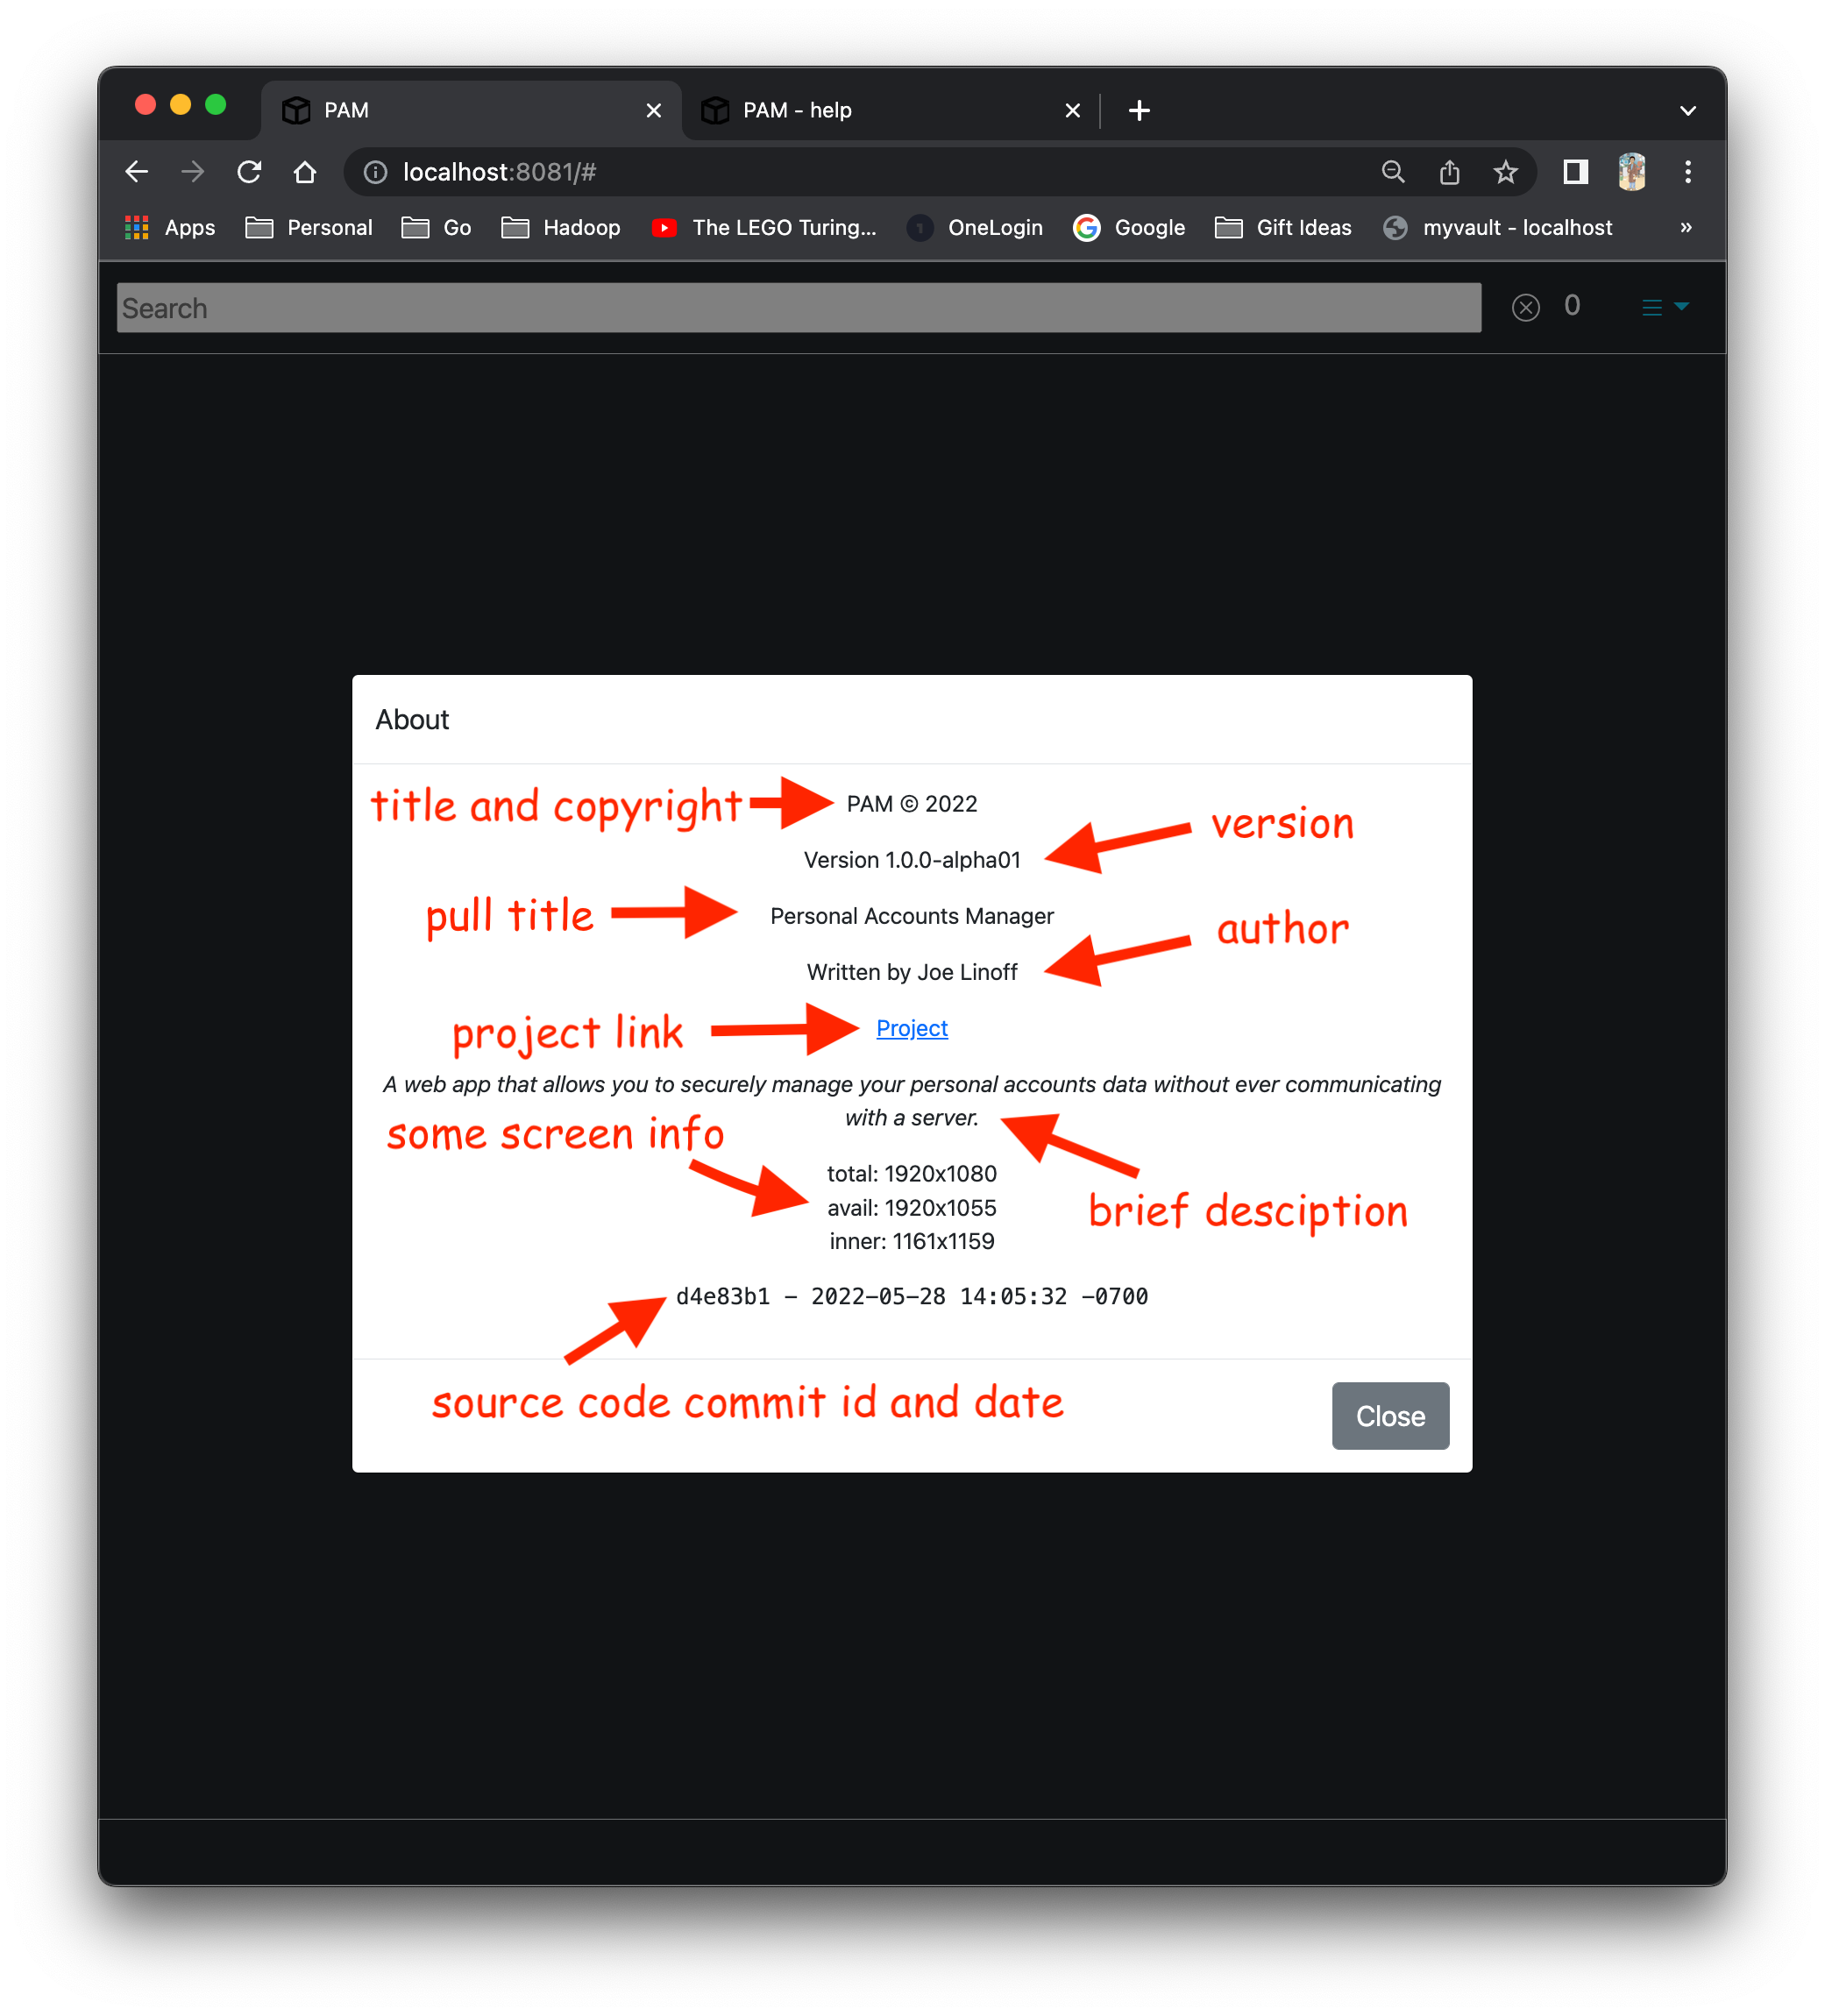 PAM
PAM - help
localhost:8081/#
Apps
Personal
Go
Hadoop
The LEGO Turing...
OneLogin
Google
Gift Ideas
myvault - localhost
»
Search
0
About
title and copyright
PAM © 2022
version
Version 1.0.0-alpha01
pull title
Personal Accounts Manager
author
Written by Joe Linoff
project link
Project
A web app that allows you to securely manage your personal accounts data without ever communicating
with a server.
some screen info
total: 1920x1080
avail: 1920x1055
brief desciption
inner: 1161x1159
d4e83b1 - 2022-05-28 14:05:32 -0700
source code commit id and date
Close